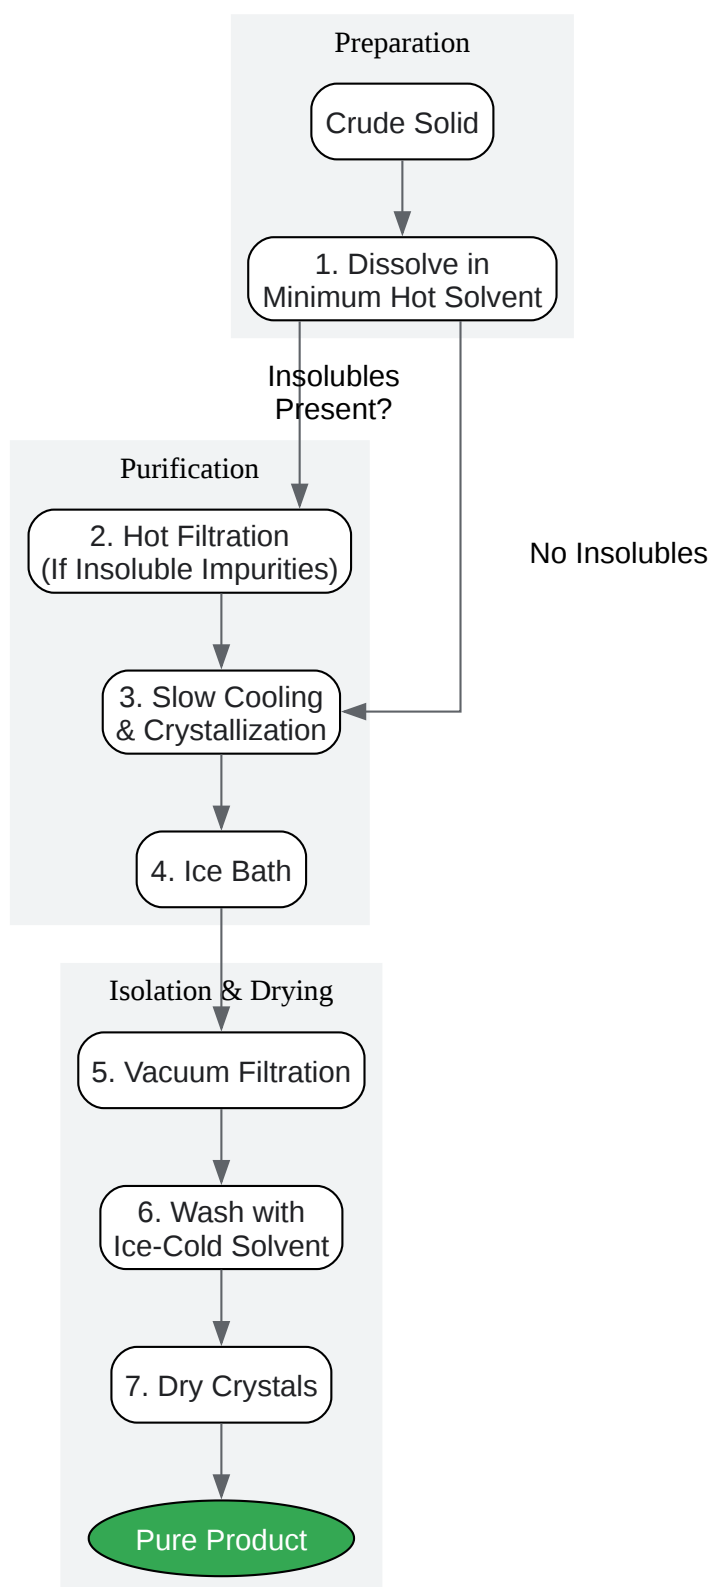 Preparation
Crude Solid
1. Dissolve in
Minimum Hot Solvent
Insolubles
Present?
Purification
2. Hot Filtration
(If Insoluble Impurities)
No Insolubles
3. Slow Cooling
& Crystallization
4. Ice Bath
Isolation & Drying
5. Vacuum Filtration
6. Wash with
Ice-Cold Solvent
7. Dry Crystals
Pure Product